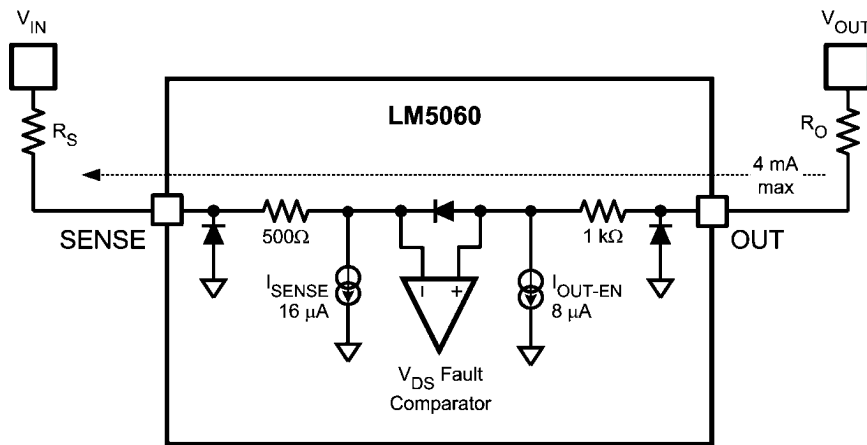 V_IN
V_OUT
LM5060
R_S
R_O
4 mA
max
SENSE
500Ω
1 kΩ
OUT
I_SENSE
16 μA
− +
I_OUT-EN
8 μA
V_DS Fault
Comparator